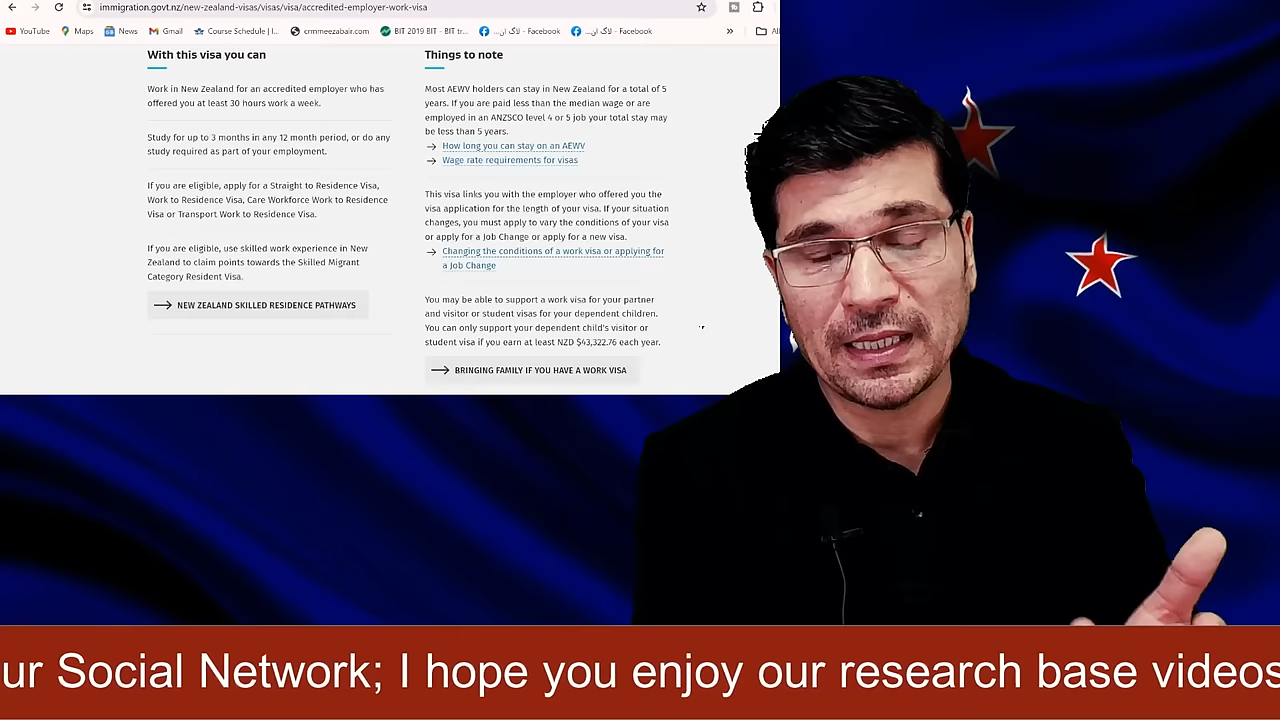 immigration.govt.nz/new-zealand-visas/visas/visa/accredited-employer-work-visa
YouTube Maps News Gmail Course Schedule | I... crmmeezabair.com BIT 2019 BIT - BIT tr... لاگ ان... - Facebook لاگ ان... - Facebook » All
With this visa you can
Work in New Zealand for an accredited employer who has
offered you at least 30 hours work a week.
Study for up to 3 months in any 12 month period, or do any
study required as part of your employment.
If you are eligible, apply for a Straight to Residence Visa,
Work to Residence Visa, Care Workforce Work to Residence
Visa or Transport Work to Residence Visa.
If you are eligible, use skilled work experience in New
Zealand to claim points towards the Skilled Migrant
Category Resident Visa.
NEW ZEALAND SKILLED RESIDENCE PATHWAYS
Things to note
Most AEWV holders can stay in New Zealand for a total of 5
years. If you are paid less than the median wage or are
employed in an ANZSCO level 4 or 5 job your total stay may
be less than 5 years.
How long you can stay on an AEWV
Wage rate requirements for visas
This visa links you with the employer who offered you the
visa application for the length of your visa. If your situation
changes, you must apply to vary the conditions of your visa
or apply for a Job Change or apply for a new visa.
Changing the conditions of a work visa or applying for
a Job Change
You may be able to support a work visa for your partner
and visitor or student visas for your dependent children.
You can only support your dependent child's visitor or
student visa if you earn at least NZD $43,322.76 each year.
BRINGING FAMILY IF YOU HAVE A WORK VISA
ur Social Network; I hope you enjoy our research base videos